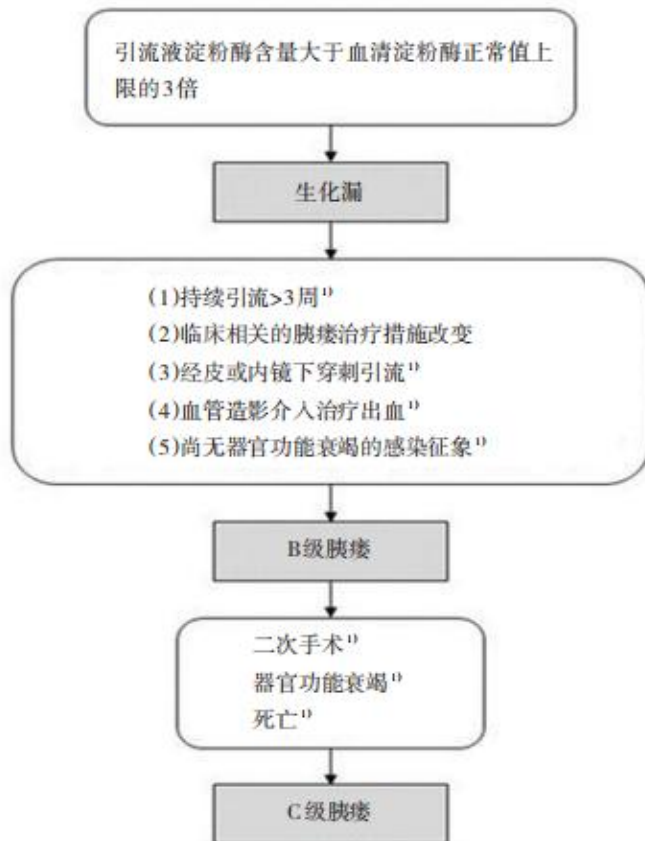 引流液淀粉酶含量大于血清淀粉酶正常值上
限的3倍
生化漏
(1)持续引流>3周¹⁾
(2)临床相关的胰瘘治疗措施改变
(3)经皮或内镜下穿刺引流¹⁾
(4)血管造影介入治疗出血¹⁾
(5)尚无器官功能衰竭的感染征象¹⁾
B级胰瘘
二次手术¹⁾
器官功能衰竭¹⁾
死亡¹⁾
C级胰瘘